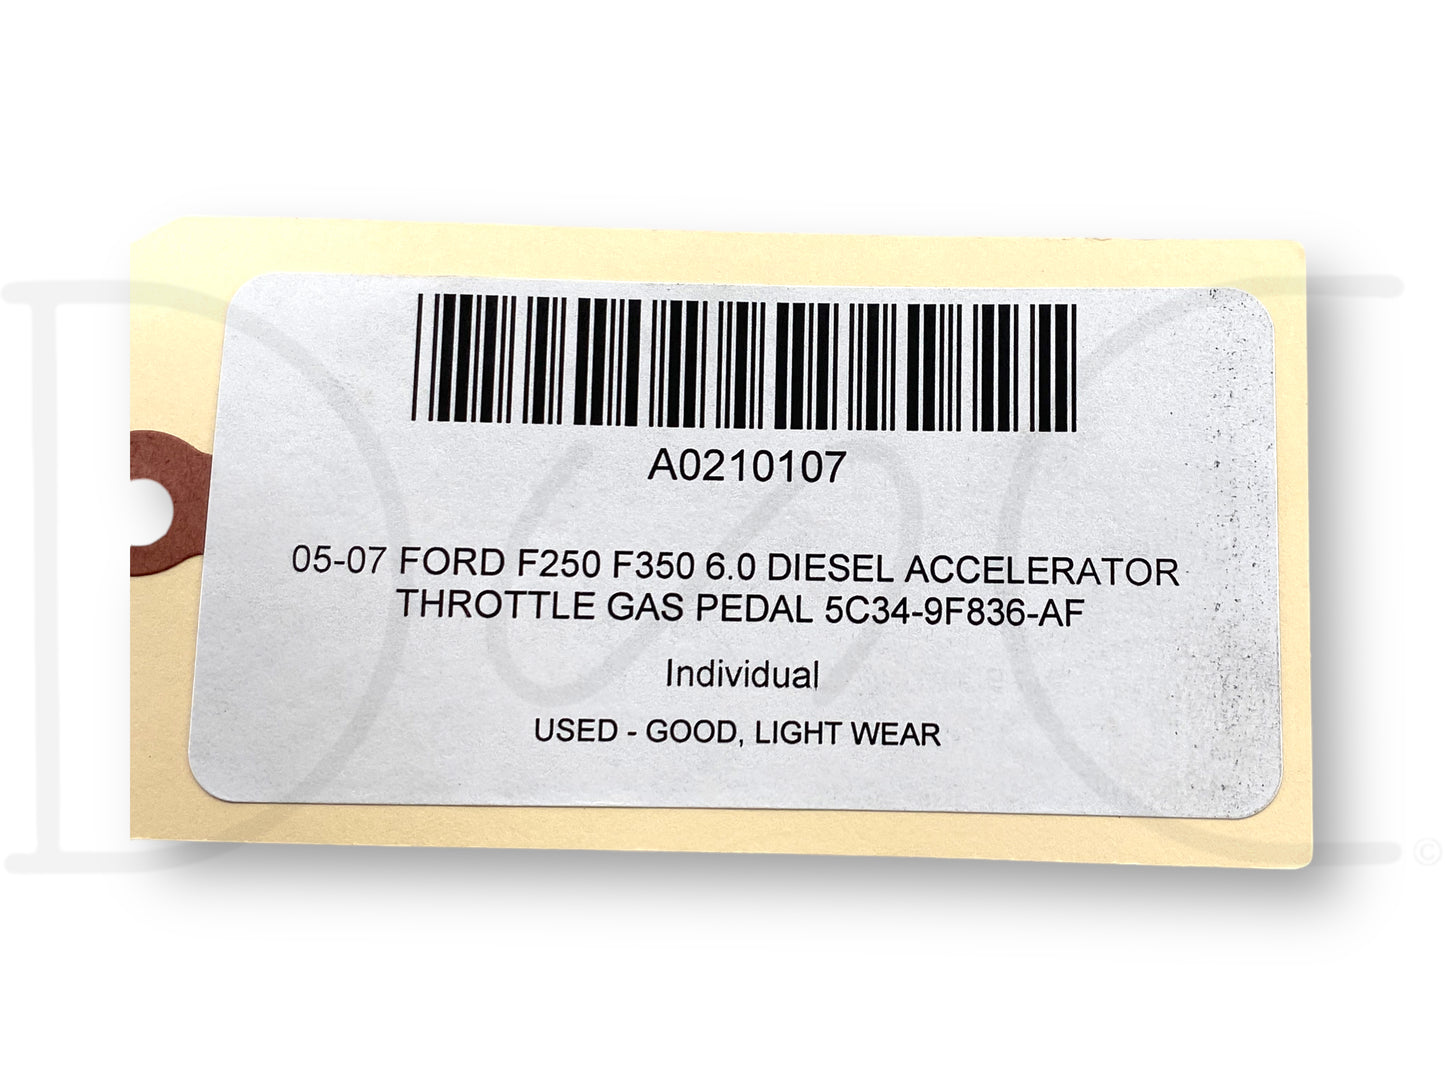 A0210107
05-07 FORD F250 F350 6.0 DIESEL ACCELERATOR
THROTTLE GAS PEDAL 5C34-9F836-AF
Individual
USED - GOOD, LIGHT WEAR
©